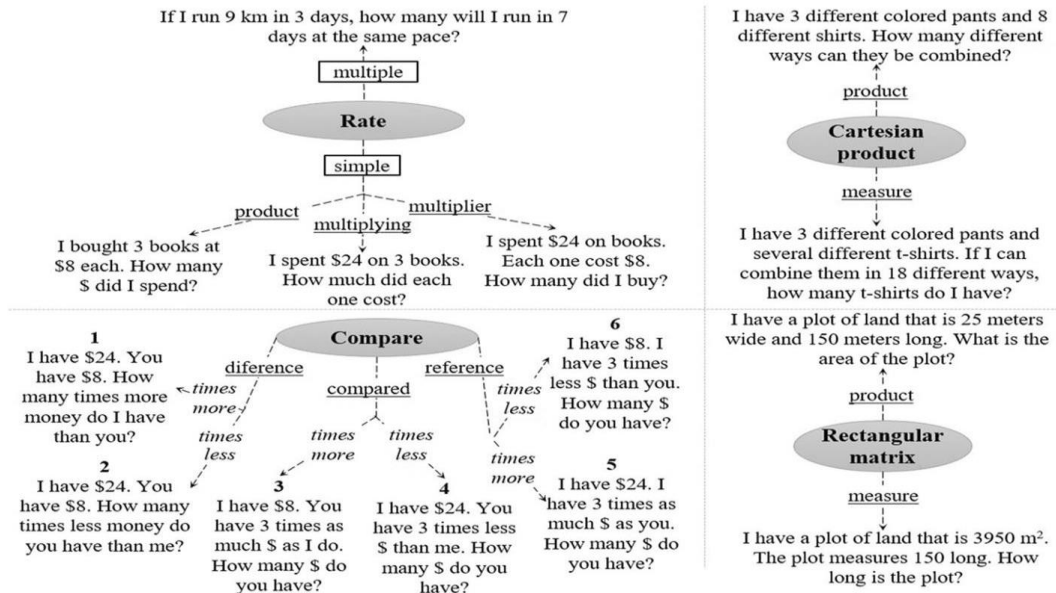 If I run 9 km in 3 days, how many will I run in 7
days at the same pace?
multiple
Rate
simple
product
multiplying
multiplier
I bought 3 books at
$8 each. How many
$ did I spend?
I spent $24 on 3 books.
How much did each
one cost?
I spent $24 on books.
Each one cost $8.
How many did I buy?
I have 3 different colored pants and 8
different shirts. How many different
ways can they be combined?
product
Cartesian
product
measure
I have 3 different colored pants and
several different t-shirts. If I can
combine them in 18 different ways,
how many t-shirts do I have?
Compare
diference
compared
reference
1
I have $24. You
have $8. How
many times more
money do I have
than you?
times
more
times
less
2
I have $24. You
have $8. How many
times less money do
you have than me?
times
more
times
less
3
I have $8. You
have 3 times as
much $ as I do.
How many $ do
you have?
4
I have $24. You
have 3 times less
$ than me. How
many $ do you
have?
times
less
times
more
6
I have $8. I
have 3 times
less $ than you.
How many $
do you have?
5
I have $24. I
have 3 times as
much $ as you.
How many $ do
you have?
I have a plot of land that is 25 meters
wide and 150 meters long. What is the
area of the plot?
product
Rectangular
matrix
measure
I have a plot of land that is 3950 m².
The plot measures 150 long. How
long is the plot?